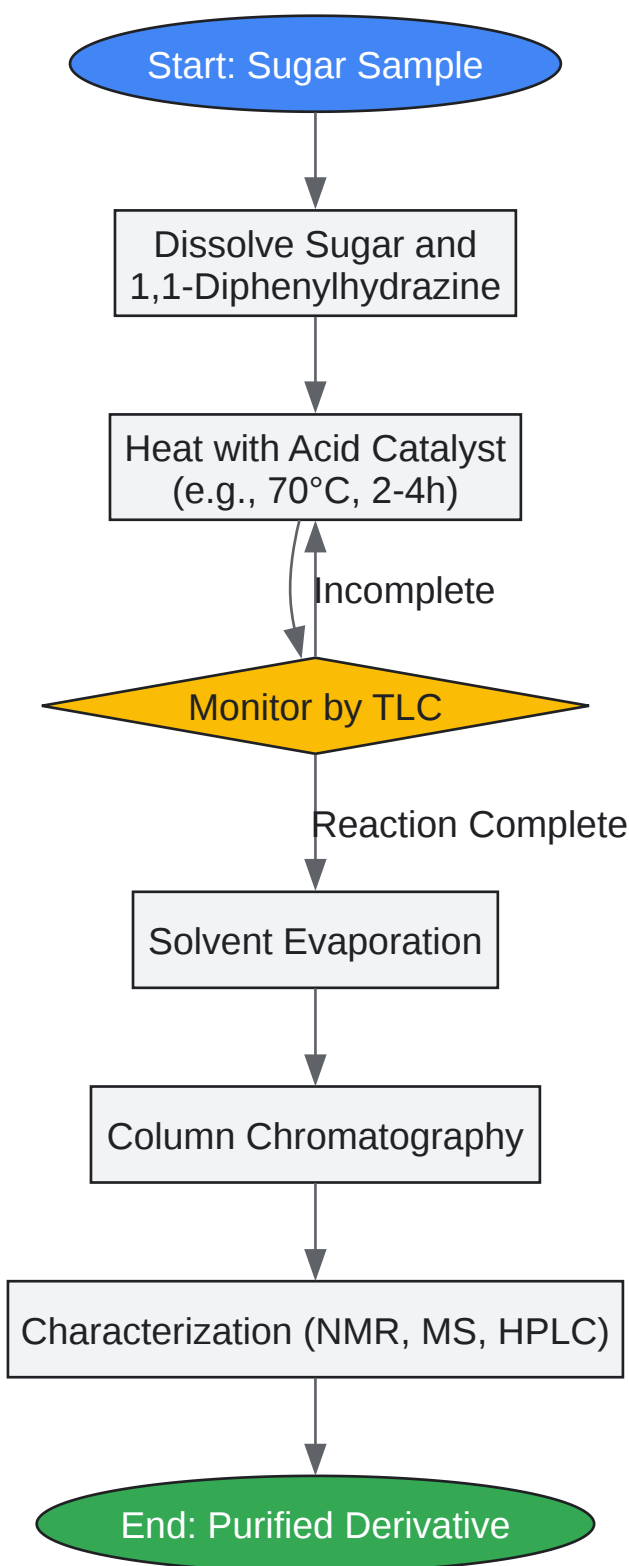 Start: Sugar Sample
Dissolve Sugar and
1,1-Diphenylhydrazine
Heat with Acid Catalyst
(e.g., 70°C, 2-4h)
Incomplete
Monitor by TLC
Reaction Complete
Solvent Evaporation
Column Chromatography
Characterization (NMR, MS, HPLC)
End: Purified Derivative